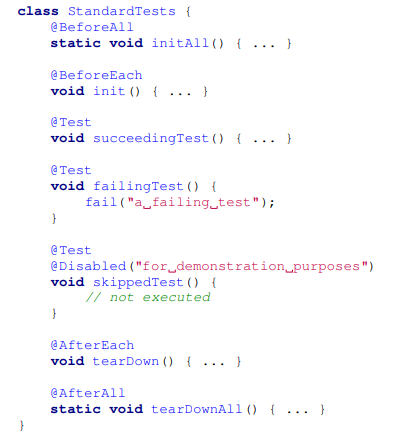 class StandardTests {
    @BeforeAll
    static void initAll() { ... }

    @BeforeEach
    void init() { ... }

    @Test
    void succeedingTest() { ... }

    @Test
    void failingTest() {
        fail("a␣failing␣test");
    }

    @Test
    @Disabled("for␣demonstration␣purposes")
    void skippedTest() {
        // not executed
    }

    @AfterEach
    void tearDown() { ... }

    @AfterAll
    static void tearDownAll() { ... }
}